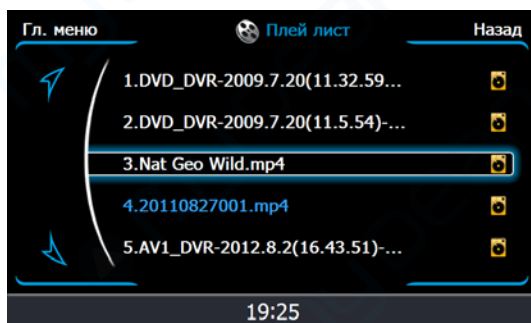 Гл. меню Плей лист Назад
1.DVD_DVR-2009.7.20(11.32.59...
2.DVD_DVR-2009.7.20(11.5.54)-...
3.Nat Geo Wild.mp4
4.20110827001.mp4
5.AV1_DVR-2012.8.2(16.43.51)-...
19:25